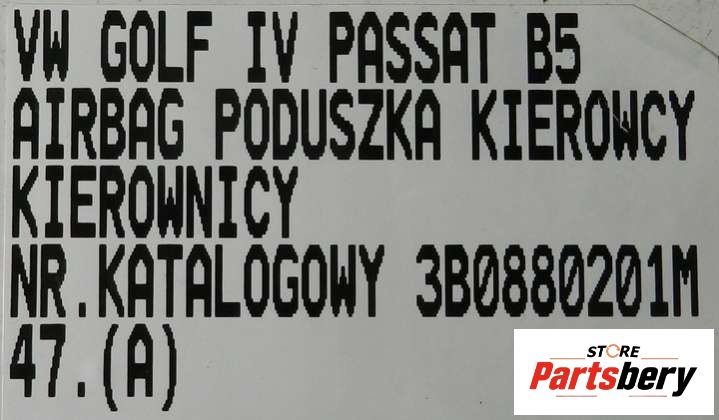 VW GOLF IV PASSAT B5
AIRBAG PODUSZKA KIEROWCY
KIEROWNICY
NR.KATALOGOWY 3B0880201M
47.(A)
STORE
Partsbery